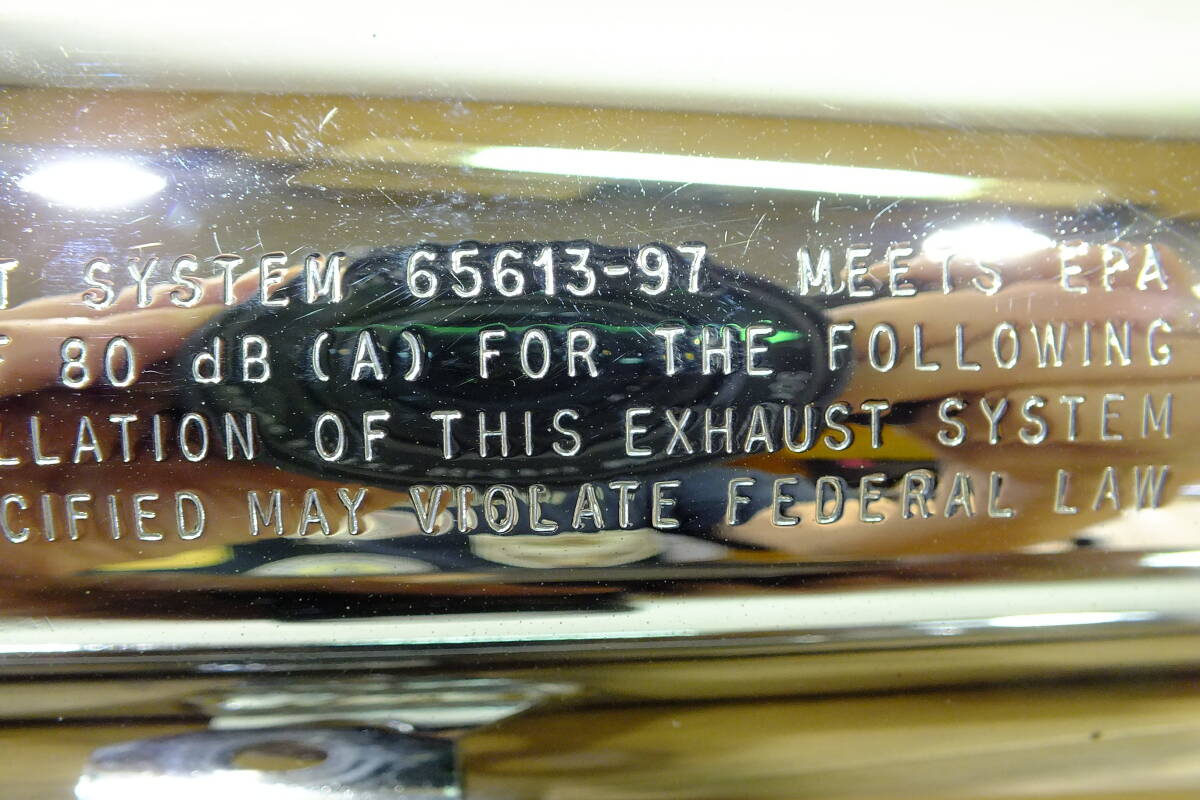 T SYSTEM 65613-97 MEETS EPA
F 80 dB (A) FOR THE FOLLOWING
LLATION OF THIS EXHAUST SYSTEM
CIFIED MAY VIOLATE FEDERAL LAW